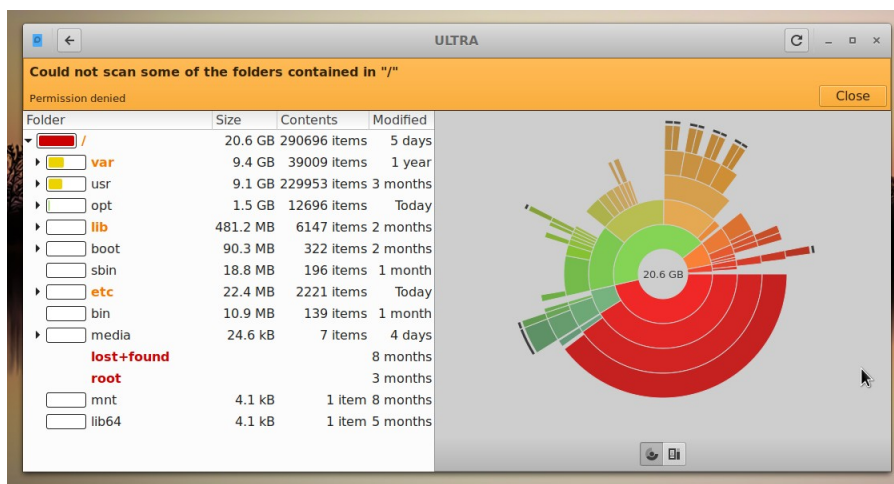 ULTRA
Could not scan some of the folders contained in "/"
Permission denied
Close
Folder Size Contents Modified
/ 20.6 GB 290696 items 5 days
var 9.4 GB 39009 items 1 year
usr 9.1 GB 229953 items 3 months
opt 1.5 GB 12696 items Today
lib 481.2 MB 6147 items 2 months
boot 90.3 MB 322 items 2 months
sbin 18.8 MB 196 items 1 month
etc 22.4 MB 2221 items Today
bin 10.9 MB 139 items 1 month
media 24.6 kB 7 items 4 days
lost+found 8 months
root 3 months
mnt 4.1 kB 1 item 8 months
lib64 4.1 kB 1 item 5 months
20.6 GB